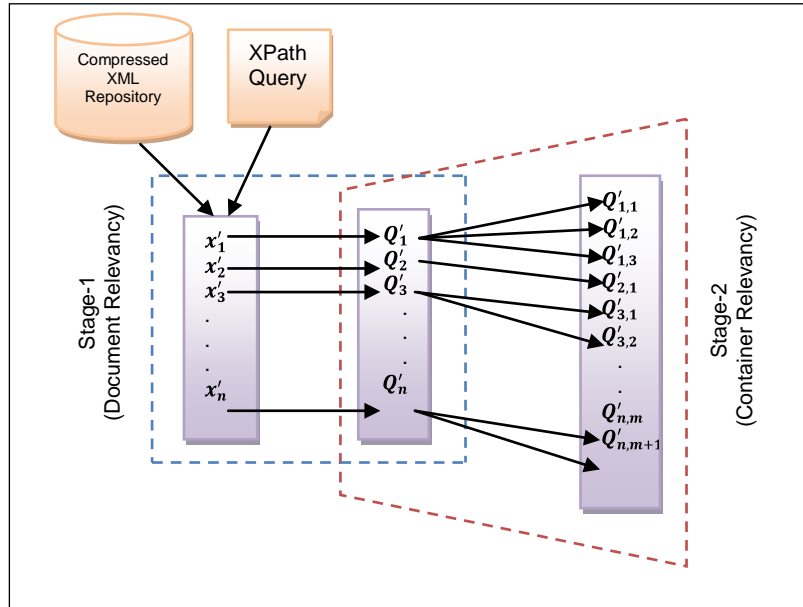 Compressed
XML
Repository
XPath
Query
Stage-1
(Document Relevancy)
x′₁
x′₂
x′₃
.
.
.
.
x′ₙ
Q′₁
Q′₂
Q′₃
.
.
.
.
Q′ₙ
Q′₁,₁
Q′₁,₂
Q′₁,₃
Q′₂,₁
Q′₃,₁
Q′₃,₂
.
.
Q′ₙ,ₘ
Q′ₙ,ₘ₊₁
Stage-2
(Container Relevancy)